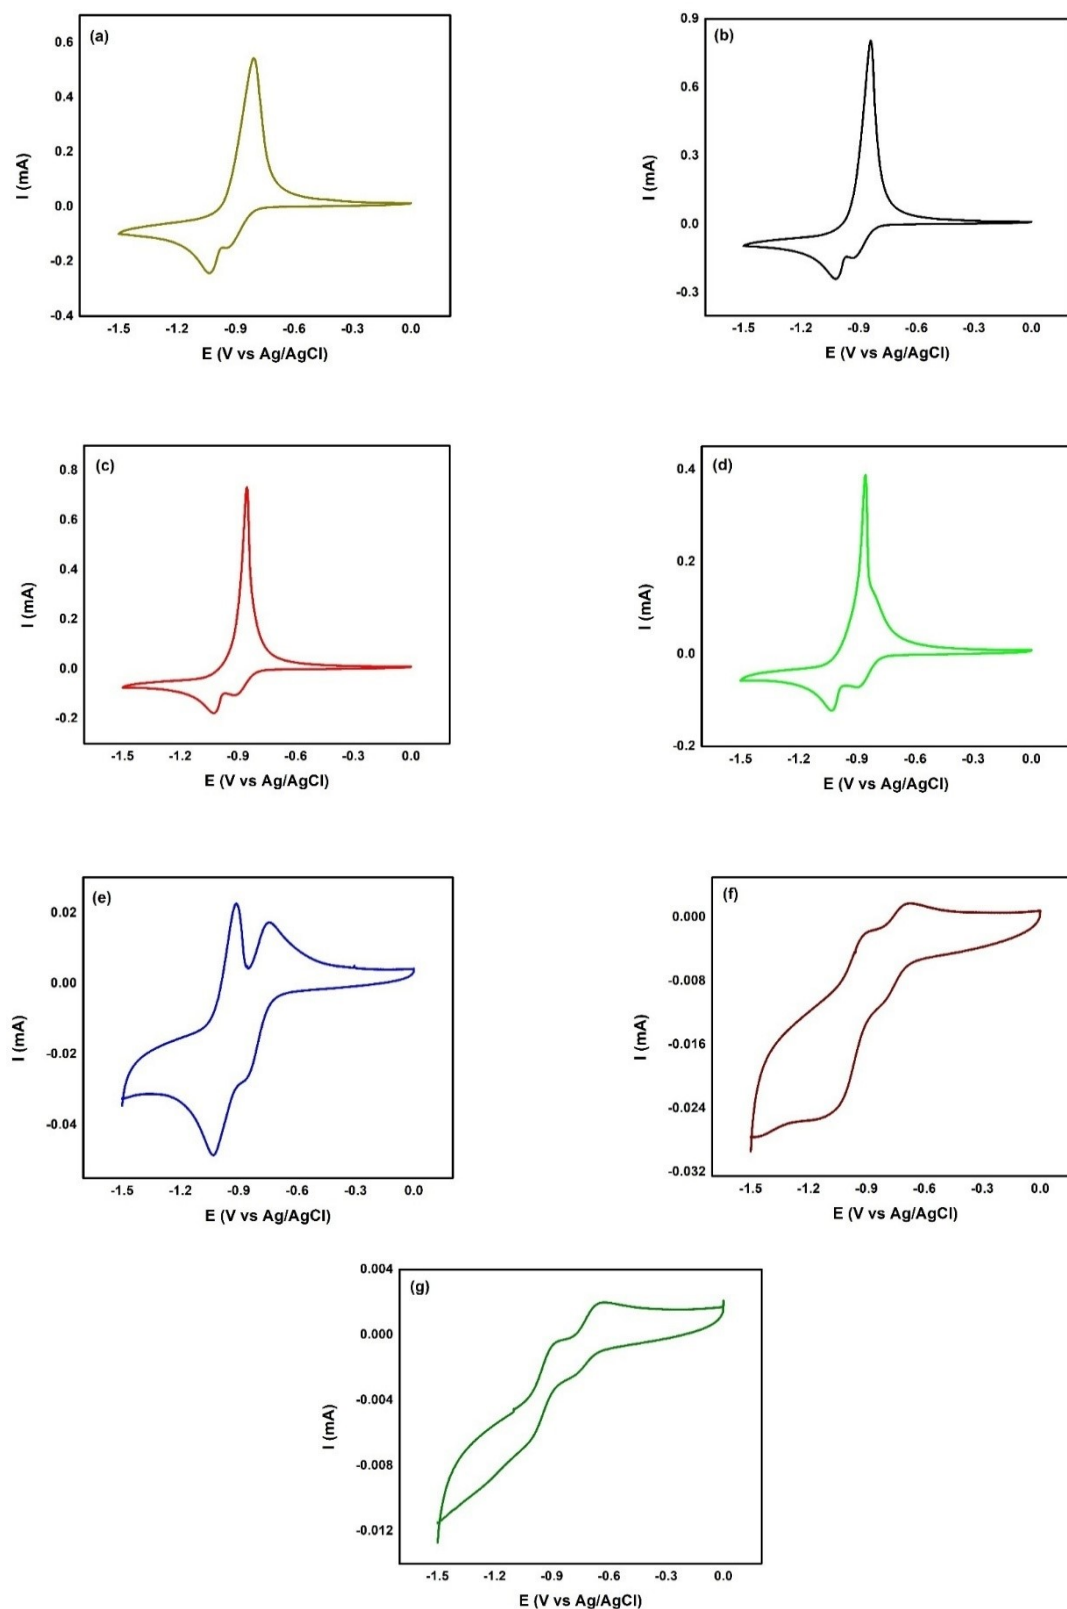 (a)
I (mA)
0.6
0.4
0.2
0.0
-0.2
-0.4
-1.5 -1.2 -0.9 -0.6 -0.3 0.0
E (V vs Ag/AgCl)
(b)
I (mA)
0.9
0.6
0.3
0.0
-0.3
-1.5 -1.2 -0.9 -0.6 -0.3 0.0
E (V vs Ag/AgCl)
(c)
I (mA)
0.8
0.6
0.4
0.2
0.0
-0.2
-1.5 -1.2 -0.9 -0.6 -0.3 0.0
E (V vs Ag/AgCl)
(d)
I (mA)
0.4
0.2
0.0
-0.2
-1.5 -1.2 -0.9 -0.6 -0.3 0.0
E (V vs Ag/AgCl)
(e)
I (mA)
0.02
0.00
-0.02
-0.04
-1.5 -1.2 -0.9 -0.6 -0.3 0.0
E (V vs Ag/AgCl)
(f)
I (mA)
0.000
-0.008
-0.016
-0.024
-0.032
-1.5 -1.2 -0.9 -0.6 -0.3 0.0
E (V vs Ag/AgCl)
(g)
I (mA)
0.004
0.000
-0.004
-0.008
-0.012
-1.5 -1.2 -0.9 -0.6 -0.3 0.0
E (V vs Ag/AgCl)